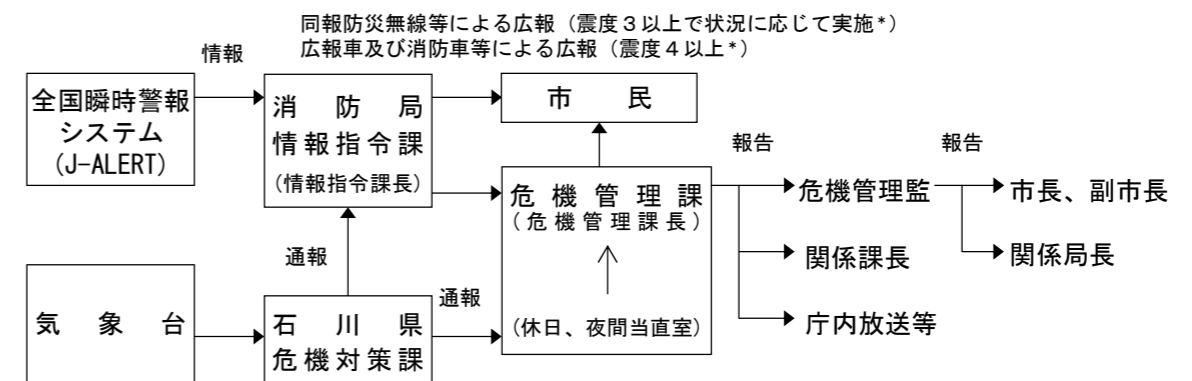 同報防災無線等による広報（震度３以上で状況に応じて実施*）
広報車及び消防車等による広報（震度４以上*）
情報
全国瞬時警報
システム
(J-ALERT)
消防局
情報指令課
(情報指令課長)
市民
報告
報告
危機管理課
(危機管理課長)
危機管理監
市長、副市長
通報
関係課長
関係局長
通報
気象台
石川県
危機対策課
(休日、夜間当直室)
庁内放送等